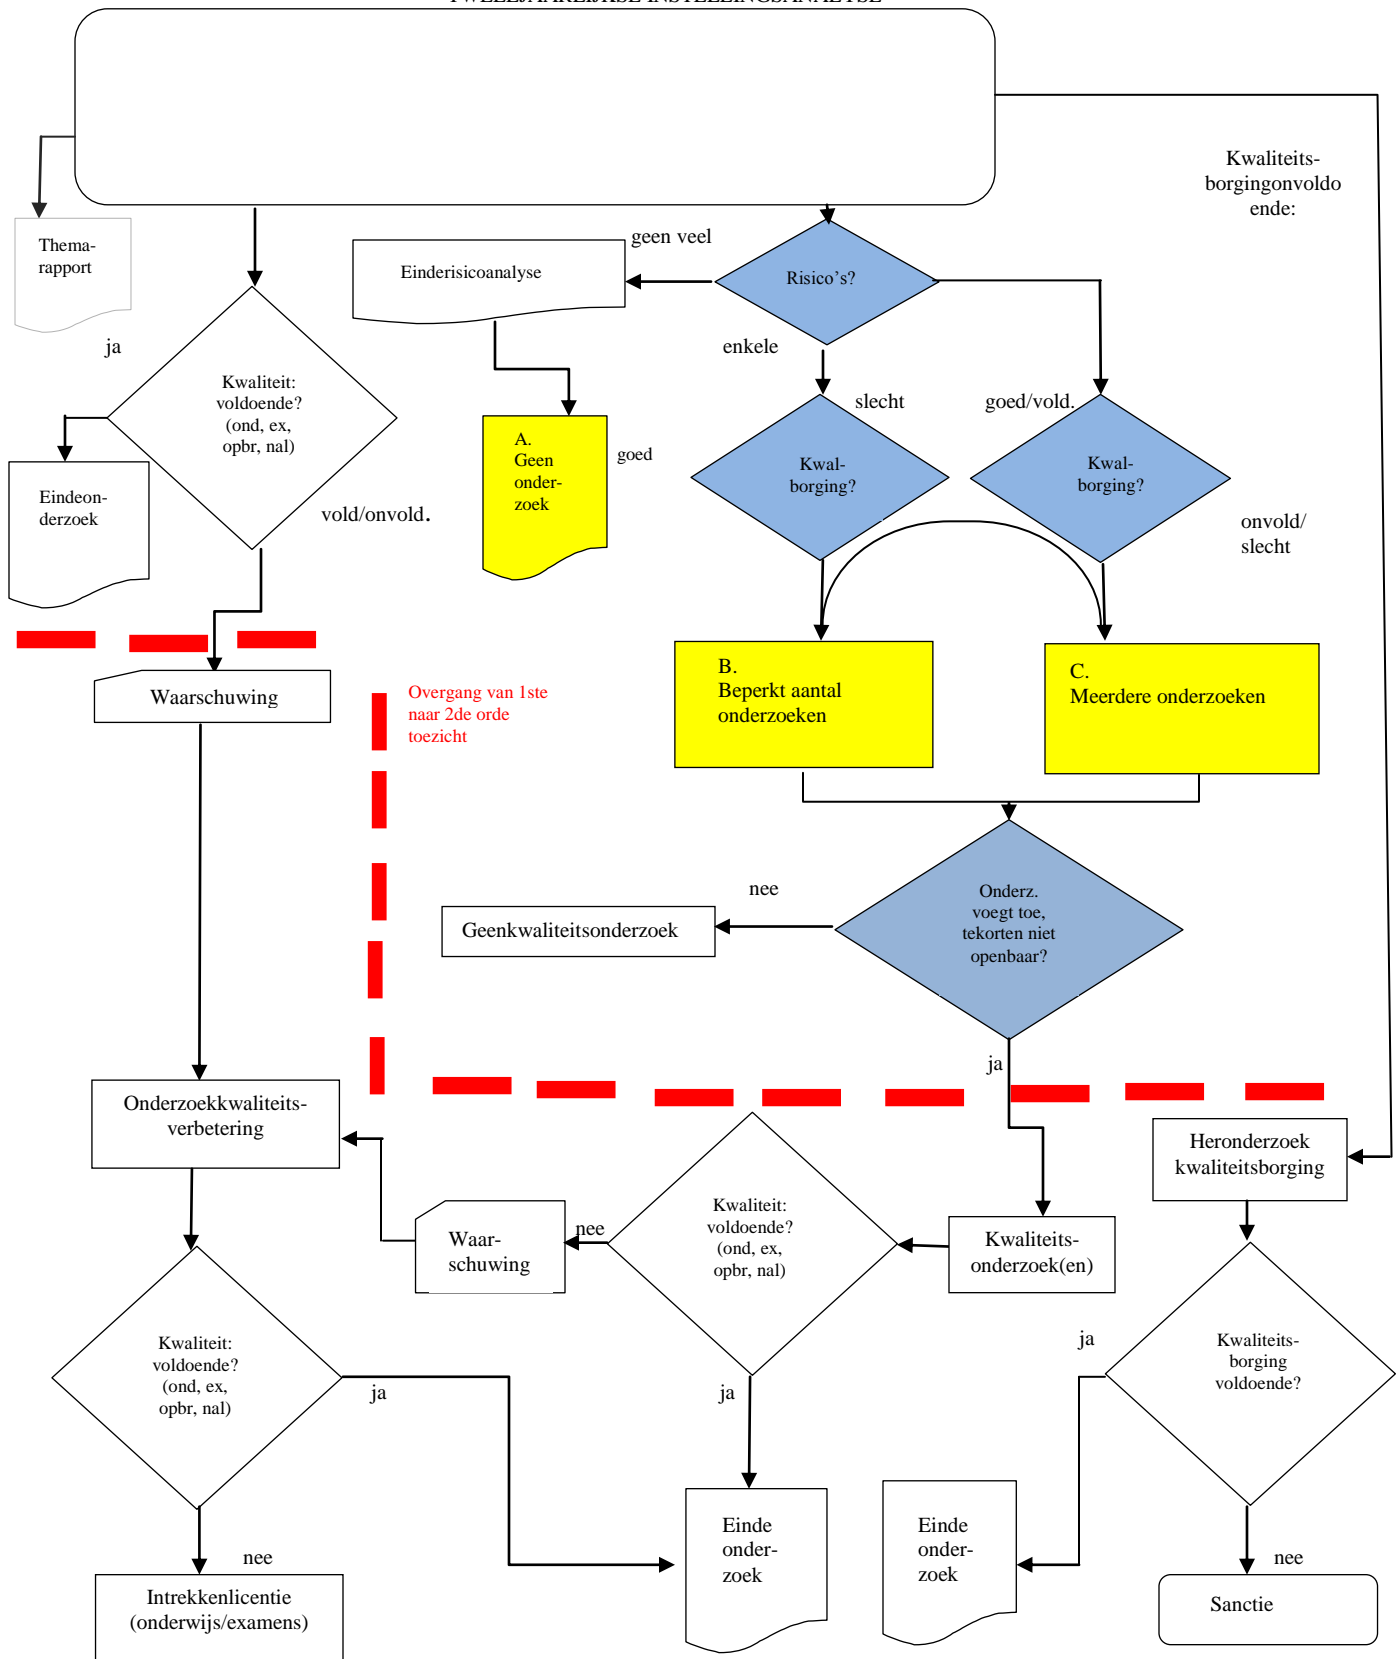 TWEEJAARLIJKSE INSTELLINGSANALYSE
Kwaliteits-
borgingonvoldo
ende:
Thema-
rapport
geen veel
Einderisicoanalyse
Risico's?
ja
enkele
Kwaliteit:
voldoende?
(ond, ex,
opbr, nal)
slecht
goed/vold.
A.
Geen
onder-
zoek
goed
Kwal-
borging?
Kwal-
borging?
Eindeon-
derzoek
vold/onvold.
onvold/
slecht
Waarschuwing
Overgang van 1ste
naar 2de orde
toezicht
B.
Beperkt aantal
onderzoeken
C.
Meerdere onderzoeken
nee
Geenkwaliteitsonderzoek
Onderz.
voegt toe,
tekorten niet
openbaar?
ja
Onderzoekkwaliteits-
verbetering
Heronderzoek
kwaliteitsborging
Waar-
schuwing
nee
Kwaliteit:
voldoende?
(ond, ex,
opbr, nal)
Kwaliteits-
onderzoek(en)
Kwaliteit:
voldoende?
(ond, ex,
opbr, nal)
ja
ja
ja
Kwaliteits-
borging
voldoende?
Einde
onder-
zoek
Einde
onder-
zoek
nee
nee
Intrekkenlicentie
(onderwijs/examens)
Sanctie